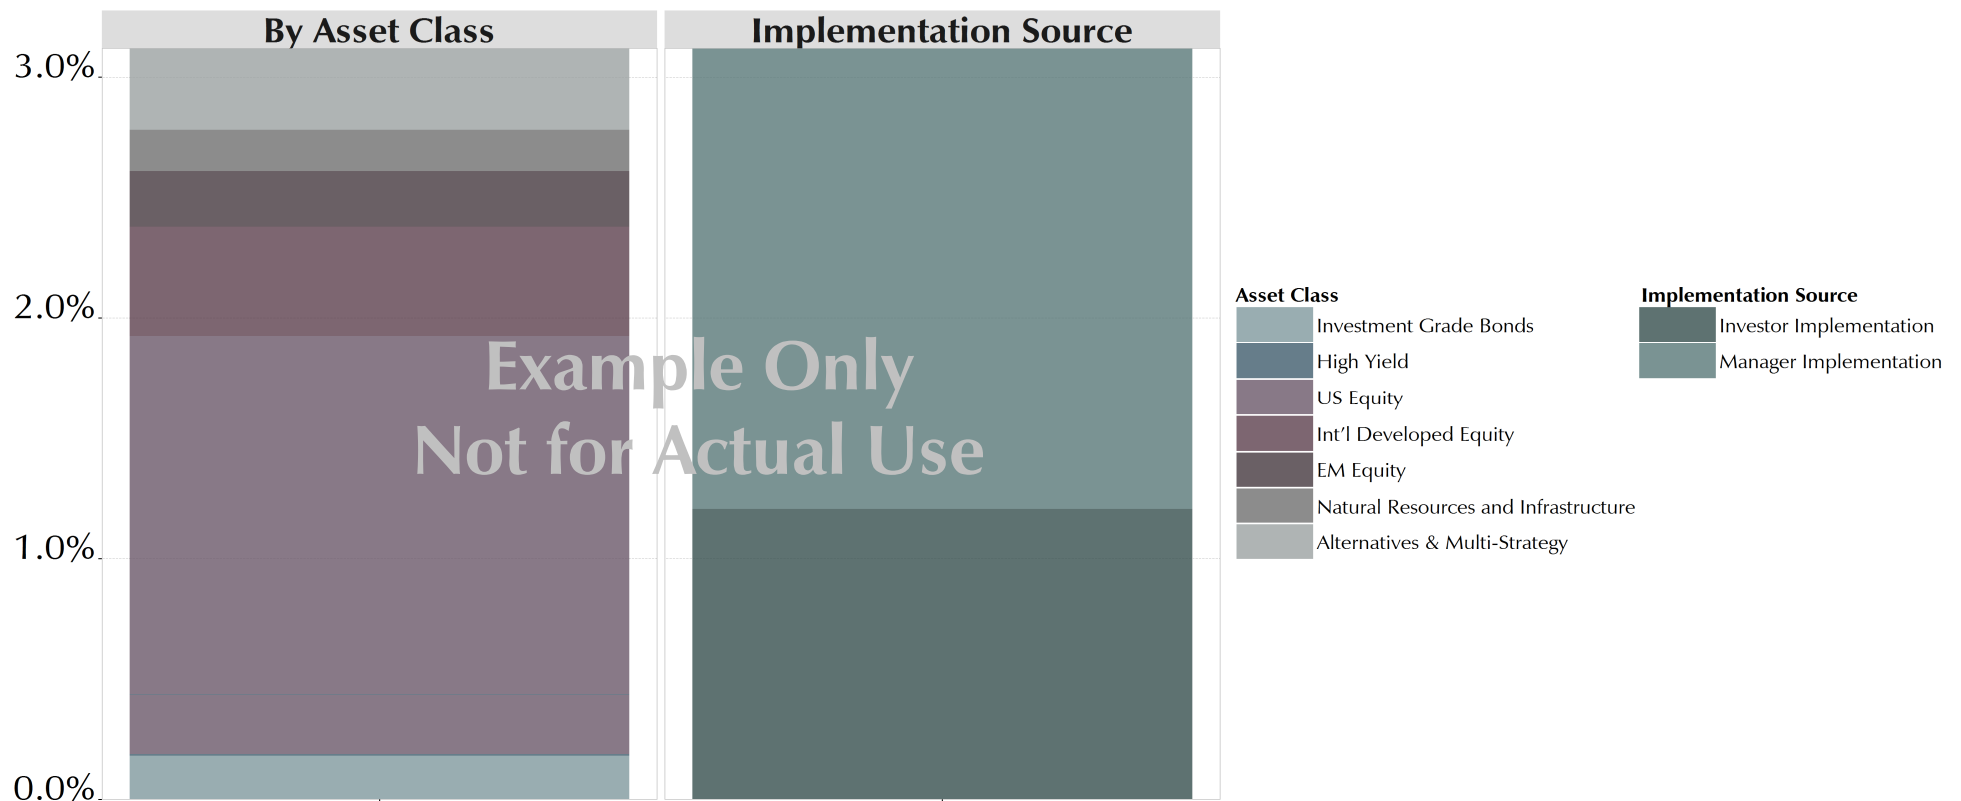 By Asset Class
Implementation Source
3.0%
2.0%
1.0%
0.0%
Example Only
Not for Actual Use
Asset Class
Investment Grade Bonds
High Yield
US Equity
Int’l Developed Equity
EM Equity
Natural Resources and Infrastructure
Alternatives & Multi-Strategy
Implementation Source
Investor Implementation
Manager Implementation